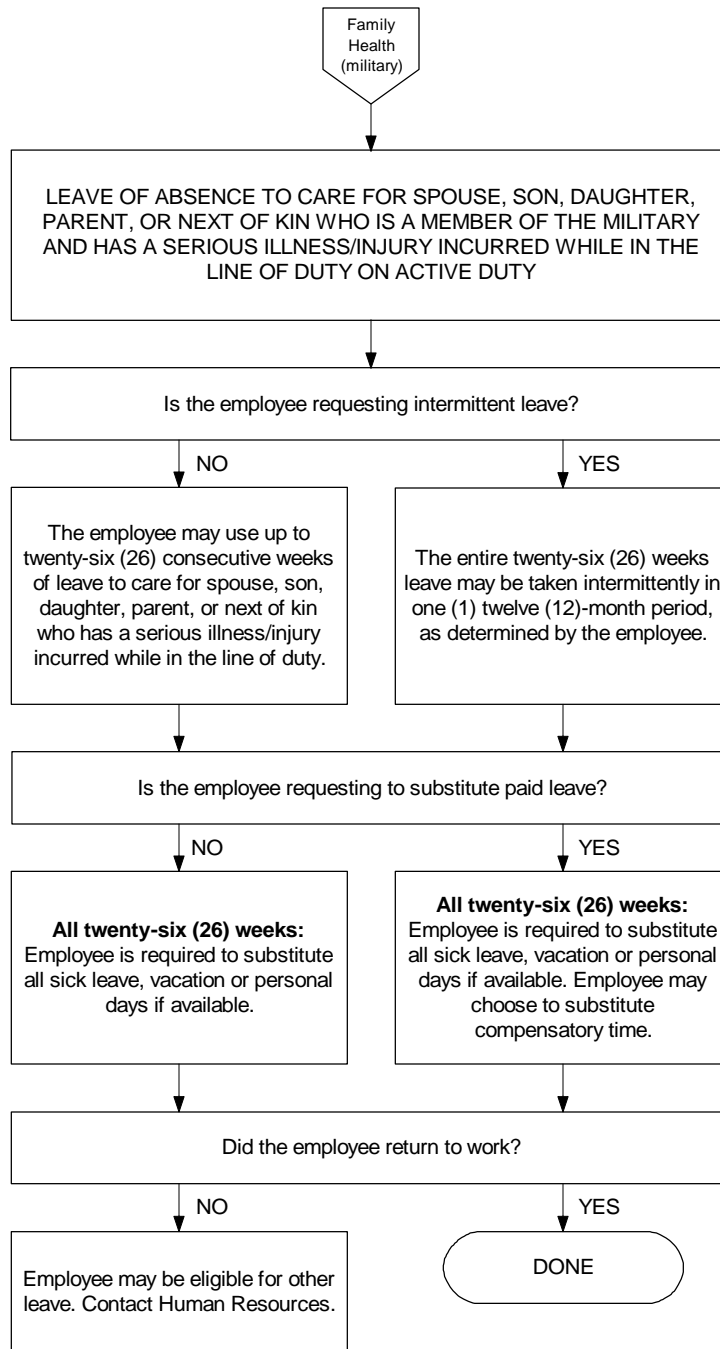 Family
Health
(military)
LEAVE OF ABSENCE TO CARE FOR SPOUSE, SON, DAUGHTER,
PARENT, OR NEXT OF KIN WHO IS A MEMBER OF THE MILITARY
AND HAS A SERIOUS ILLNESS/INJURY INCURRED WHILE IN THE
LINE OF DUTY ON ACTIVE DUTY
Is the employee requesting intermittent leave?
NO
YES
The employee may use up to
twenty-six (26) consecutive weeks
of leave to care for spouse, son,
daughter, parent, or next of kin
who has a serious illness/injury
incurred while in the line of duty.
The entire twenty-six (26) weeks
leave may be taken intermittently in
one (1) twelve (12)-month period,
as determined by the employee.
Is the employee requesting to substitute paid leave?
NO
YES
All twenty-six (26) weeks:
Employee is required to substitute
all sick leave, vacation or personal
days if available.
All twenty-six (26) weeks:
Employee is required to substitute
all sick leave, vacation or personal
days if available. Employee may
choose to substitute
compensatory time.
Did the employee return to work?
NO
YES
Employee may be eligible for other
leave. Contact Human Resources.
DONE